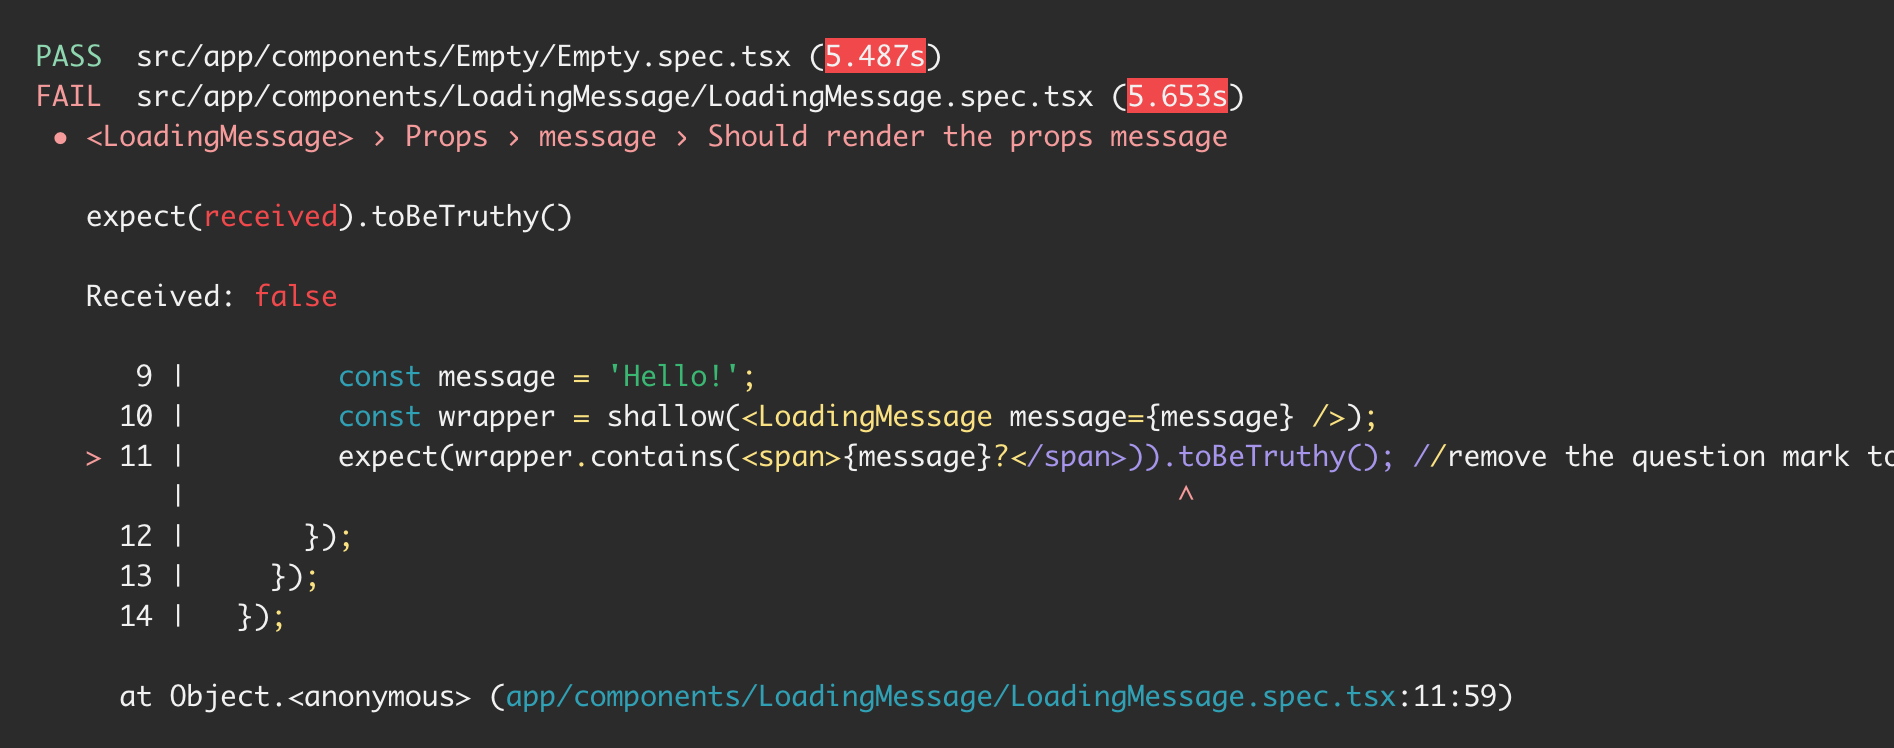 PASS  src/app/components/Empty/Empty.spec.tsx (5.487s)
FAIL  src/app/components/LoadingMessage/LoadingMessage.spec.tsx (5.653s)
● <LoadingMessage> › Props › message › Should render the props message
expect(received).toBeTruthy()
Received: false
9 |         const message = 'Hello!';
10 |         const wrapper = shallow(<LoadingMessage message={message} />);
> 11 |         expect(wrapper.contains(<span>{message}?</span>)).toBeTruthy(); //remove the question mark to
|                                                           ^
12 |       });
13 |     });
14 |   });
at Object.<anonymous> (app/components/LoadingMessage/LoadingMessage.spec.tsx:11:59)